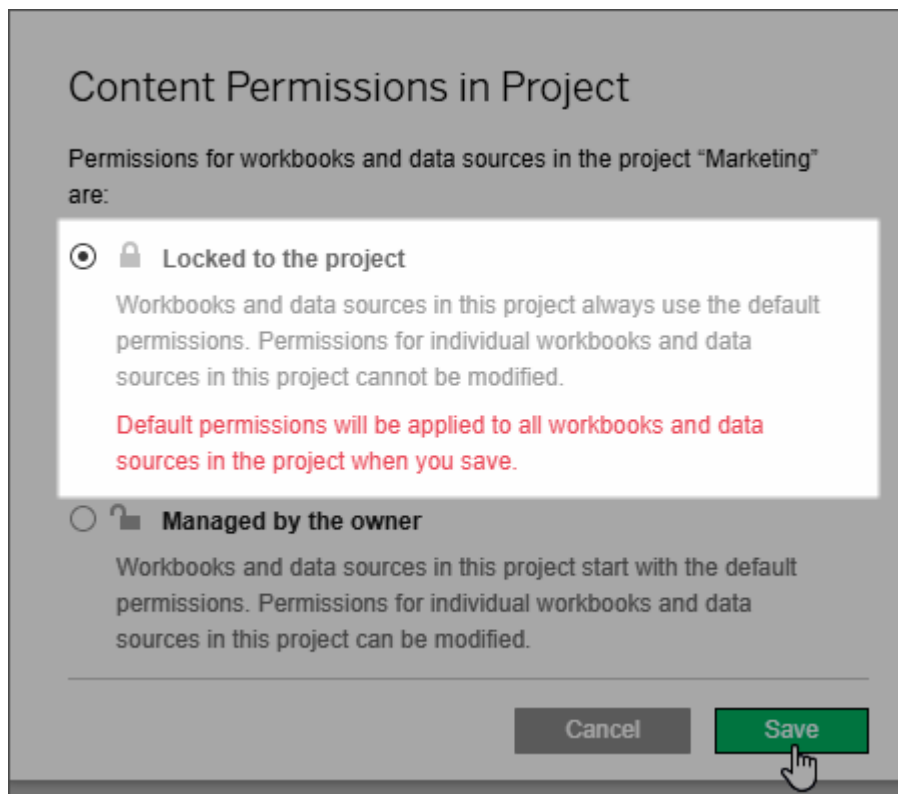 Content Permissions in Project
Permissions for workbooks and data sources in the project “Marketing”
are:
Locked to the project
Workbooks and data sources in this project always use the default
permissions. Permissions for individual workbooks and data
sources in this project cannot be modified.
Default permissions will be applied to all workbooks and data
sources in the project when you save.
Managed by the owner
Workbooks and data sources in this project start with the default
permissions. Permissions for individual workbooks and data
sources in this project can be modified.
Cancel
Save